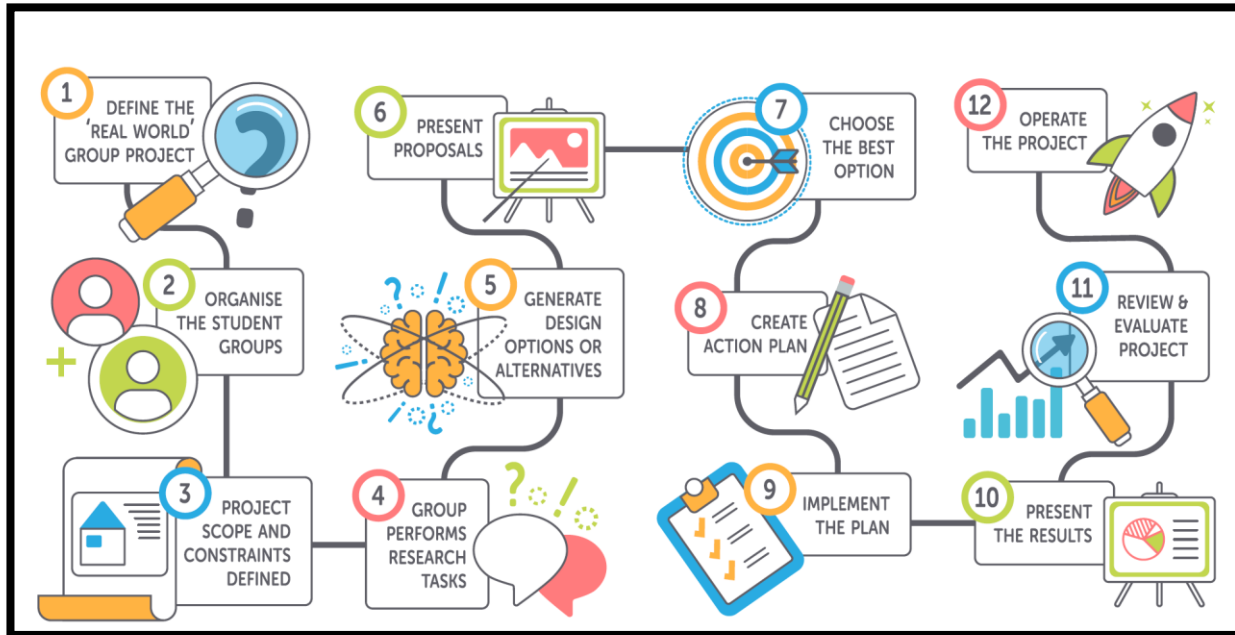 1
DEFINE THE
'REAL WORLD'
GROUP PROJECT
2
ORGANISE
THE STUDENT
GROUPS
3
PROJECT
SCOPE AND
CONSTRAINTS
DEFINED
4
GROUP
PERFORMS
RESEARCH
TASKS
5
GENERATE
DESIGN
OPTIONS OR
ALTERNATIVES
6
PRESENT
PROPOSALS
7
CHOOSE
THE BEST
OPTION
8
CREATE
ACTION PLAN
9
IMPLEMENT
THE PLAN
10
PRESENT
THE RESULTS
11
REVIEW &
EVALUATE
PROJECT
12
OPERATE
THE PROJECT